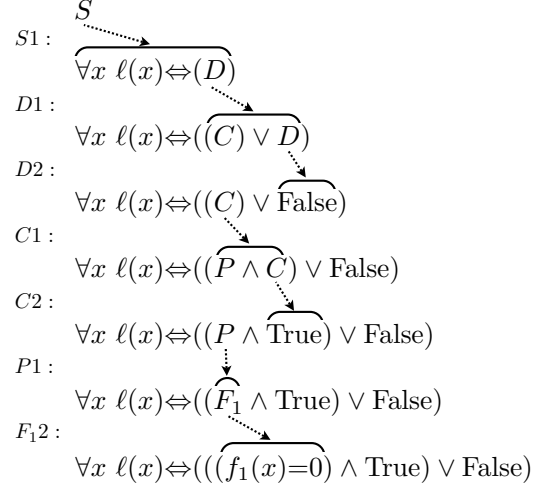 S
S1 :
∀x ℓ(x)⇔(D)
D1 :
∀x ℓ(x)⇔((C) ∨ D)
D2 :
∀x ℓ(x)⇔((C) ∨ False)
C1 :
∀x ℓ(x)⇔((P ∧ C) ∨ False)
C2 :
∀x ℓ(x)⇔((P ∧ True) ∨ False)
P1 :
∀x ℓ(x)⇔((F₁ ∧ True) ∨ False)
F₁2 :
∀x ℓ(x)⇔(((f₁(x)=0) ∧ True) ∨ False)